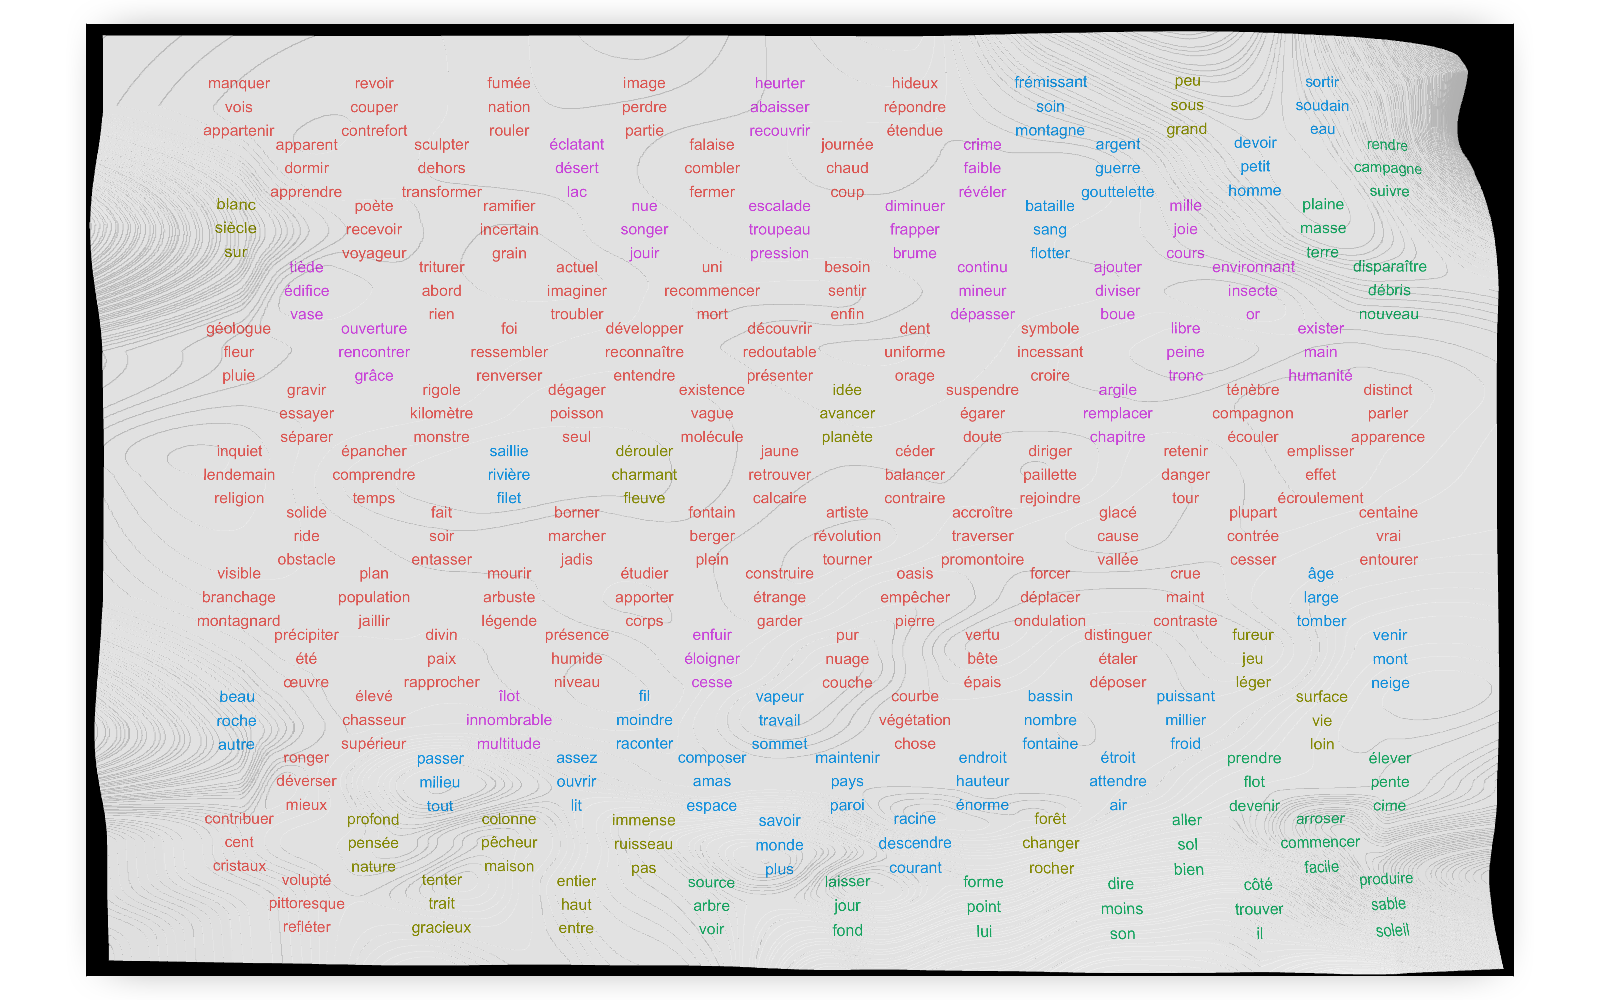 manquer revoir fumée image heurter hideux frémissant peu sortir
vois couper nation perdre abaisser répondre soin sous soudain
appartenir contrefort rouler partie recouvrir étendue montagne grand eau
apparent sculpter éclatant falaise journée crime argent devoir rendre
dormir dehors désert combler chaud faible guerre petit campagne
apprendre transformer lac fermer coup révéler gouttelette homme suivre
blanc poète ramifier nue escalade diminuer bataille mille plaine
siècle recevoir incertain songer troupeau frapper sang joie masse
sur voyageur grain jouir pression brume flotter cours terre
tiède triturer actuel uni besoin continu ajouter environnant disparaître
édifice abord imaginer recommencer sentir mineur diviser insecte débris
vase rien troubler mort enfin dépasser boue or nouveau
géologue ouverture foi développer découvrir dent symbole libre exister
fleur rencontrer ressembler reconnaître redoutable uniforme incessant peine main
pluie grâce renverser entendre présenter orage croire tronc humanité
gravir rigole dégager existence idée suspendre argile ténèbre distinct
essayer kilomètre poisson vague avancer égarer remplacer compagnon parler
séparer monstre seul molécule planète doute chapitre écouler apparence
inquiet épancher saillie dérouler jaune céder diriger retenir emplisser
lendemain comprendre rivière charmant retrouver balancer paillette danger effet
religion temps filet fleuve calcaire contraire rejoindre tour écroulement
solide fait borner fontain artiste accroître glacé plupart centaine
ride soir marcher berger révolution traverser cause contrée vrai
obstacle entasser jadis plein tourner promontoire vallée cesser entourer
visible plan mourir étudier construire oasis forcer crue âge
branchage population arbuste apporter étrange empêcher déplacer maint large
montagnard jaillir légende corps garder pierre ondulation contraste tomber
précipiter divin présence enfuir pur vertu distinguer fureur venir
été paix humide éloigner nuage bête étaler jeu mont
œuvre rapprocher niveau cesse couche épais déposer léger neige
beau élevé îlot fil vapeur courbe bassin puissant surface
roche chasseur innombrable moindre travail végétation nombre millier vie
autre supérieur multitude raconter sommet chose fontaine froid loin
ronger passer assez composer maintenir endroit étroit prendre élever
déverser milieu ouvrir amas pays hauteur attendre flot pente
mieux tout lit espace paroi énorme air devenir cime
contribuer profond colonne immense savoir racine forêt aller arroser
cent pensée pêcheur ruisseau monde descendre changer sol commencer
cristaux nature maison pas plus courant rocher bien facile
volupté tenter entier source laisser forme dire côté produire
pittoresque trait haut arbre jour point moins trouver sable
refléter gracieux entre voir fond lui son il soleil